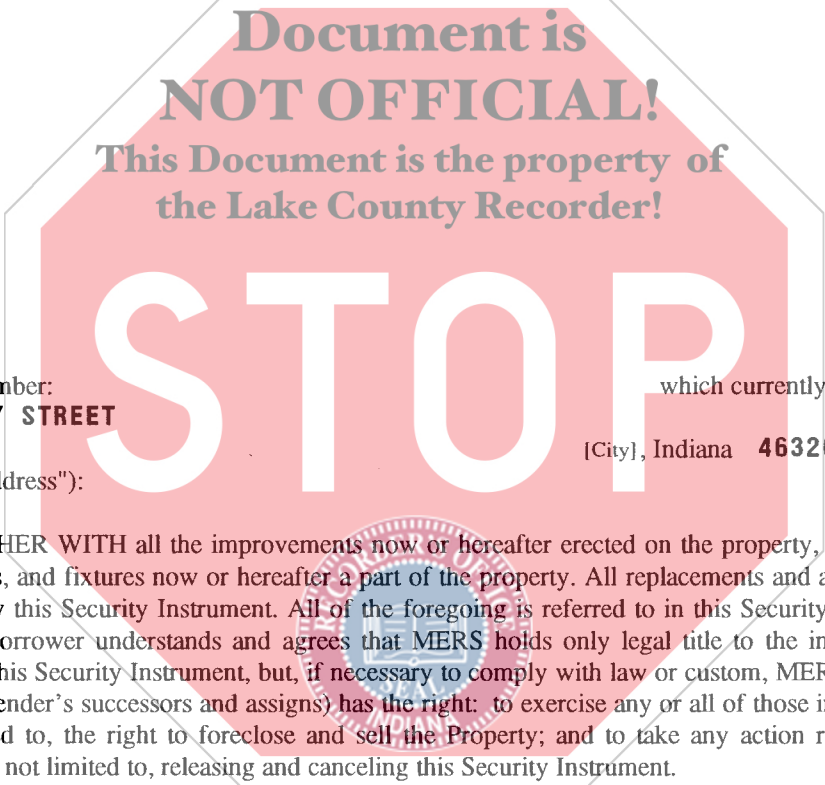 Document is
NOT OFFICIAL!
This Document is the property of
the Lake County Recorder!
STOP
mber: which currently
STREET
[City], Indiana 4632
dress"):
HER WITH all the improvements now or hereafter erected on the property,
s, and fixtures now or hereafter a part of the property. All replacements and a
y this Security Instrument. All of the foregoing is referred to in this Security
orrower understands and agrees that MERS holds only legal title to the in
his Security Instrument, but, if necessary to comply with law or custom, MER
ender's successors and assigns) has the right: to exercise any or all of those i
d to, the right to foreclose and sell the Property; and to take any action r
not limited to, releasing and canceling this Security Instrument.
RECORDER'S OFFICE
SEAL
INDIANA